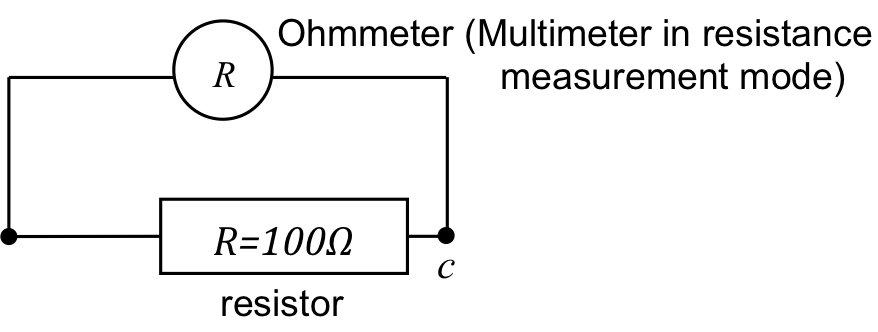 Ohmmeter (Multimeter in resistance
measurement mode)
R
R=100Ω
c
resistor